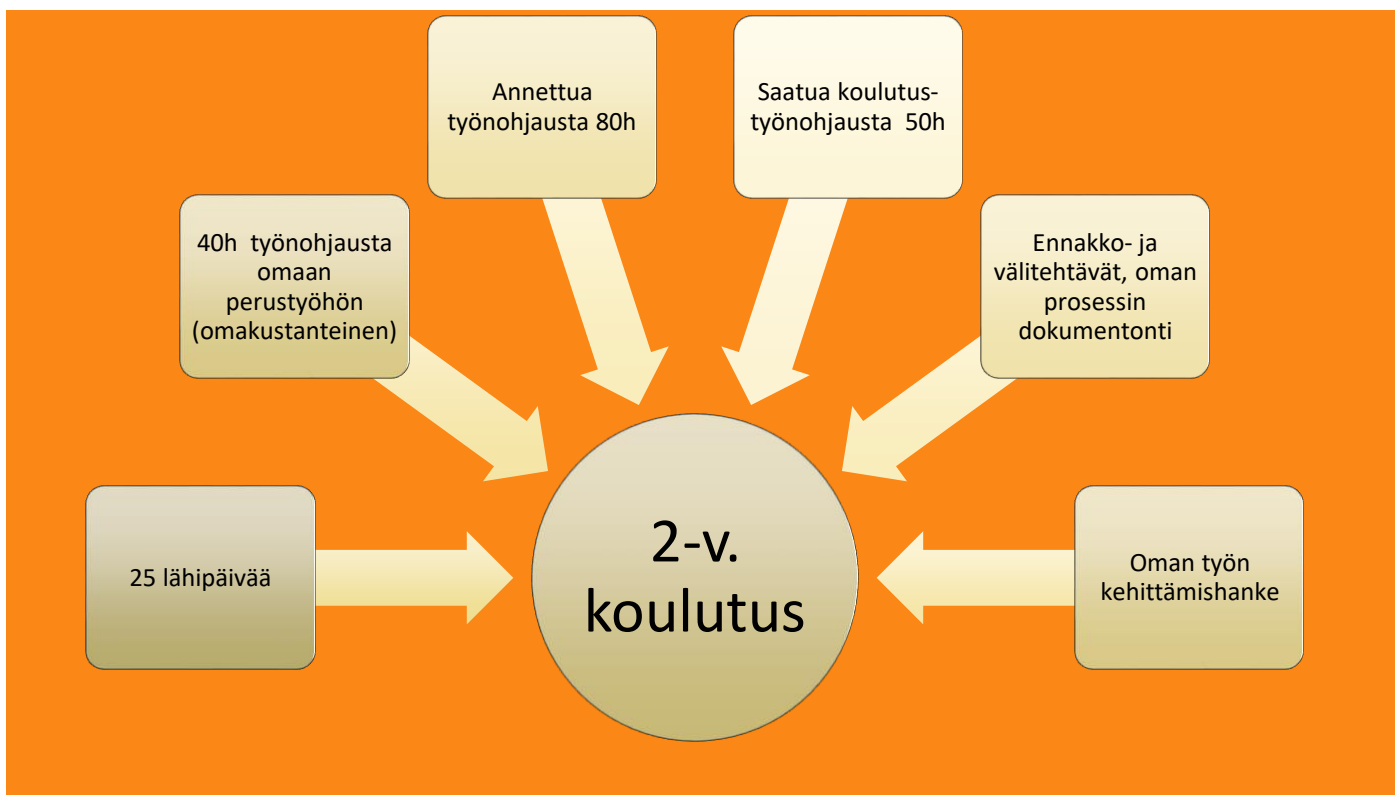 Annettua
työnohjausta 80h
Saatua koulutus-
työnohjausta  50h
40h  työnohjausta
omaan
perustyöhön
(omakustanteinen)
Ennakko- ja
välitehtävät, oman
prosessin
dokumentonti
25 lähipäivää
2-v.
koulutus
Oman työn
kehittämishanke